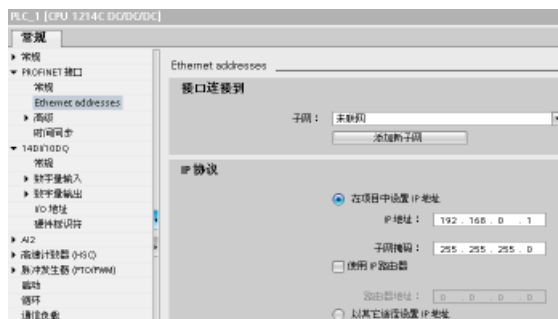 PLC_1 [CPU 1214C DC/DC/DC]
常规
常规
PROFINET 接口
常规
Ethernet addresses
高级
时间同步
14DI/10DQ
常规
数字量输入
数字量输出
I/O 地址
硬件标识符
AI2
高速计数器 (HSC)
脉冲发生器 (PTO/PWM)
启动
循环
通信负载
Ethernet addresses
接口连接到
子网：
未联网
添加新子网
IP 协议
在项目中设置 IP 地址
IP 地址： 192 . 168 . 0 . 1
子网掩码： 255 . 255 . 255 . 0
使用 IP 路由器
路由器地址： 0 . 0 . 0 . 0
以其它途径设置 IP 地址